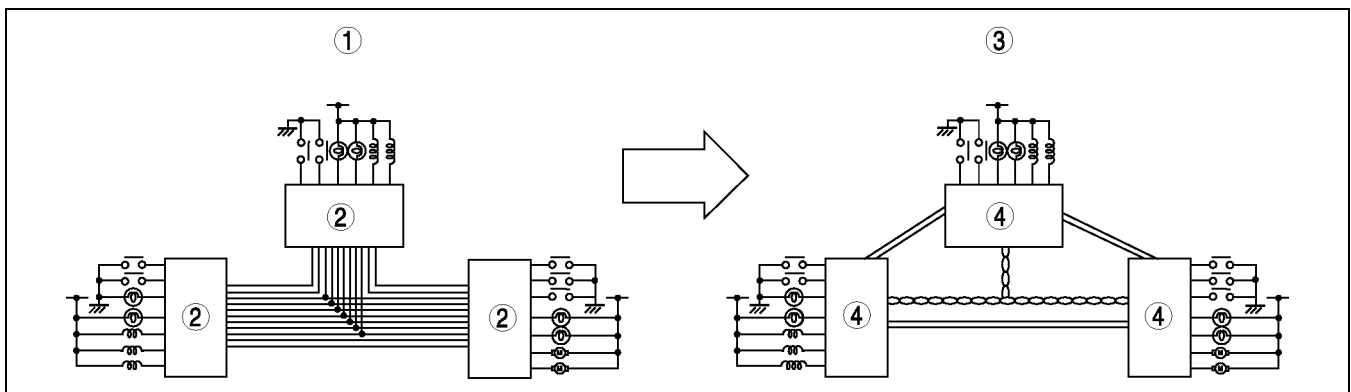 ① ③
② ④
② ② ④ ④
M M
M M